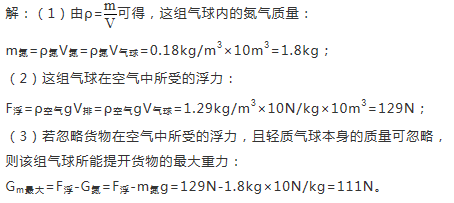 解：（1）由ρ=m/V可得，这组气球内的氦气质量：
m氦=ρ氦V氦=ρ氦V气球=0.18kg/m³×10m³=1.8kg；
（2）这组气球在空气中所受的浮力：
F浮=ρ空气gV排=ρ空气gV气球=1.29kg/m³×10N/kg×10m³=129N；
（3）若忽略货物在空气中所受的浮力，且轻质气球本身的质量可忽略，
则该组气球所能提开货物的最大重力：
Gm最大=F浮-G氦=F浮-m氦g=129N-1.8kg×10N/kg=111N。